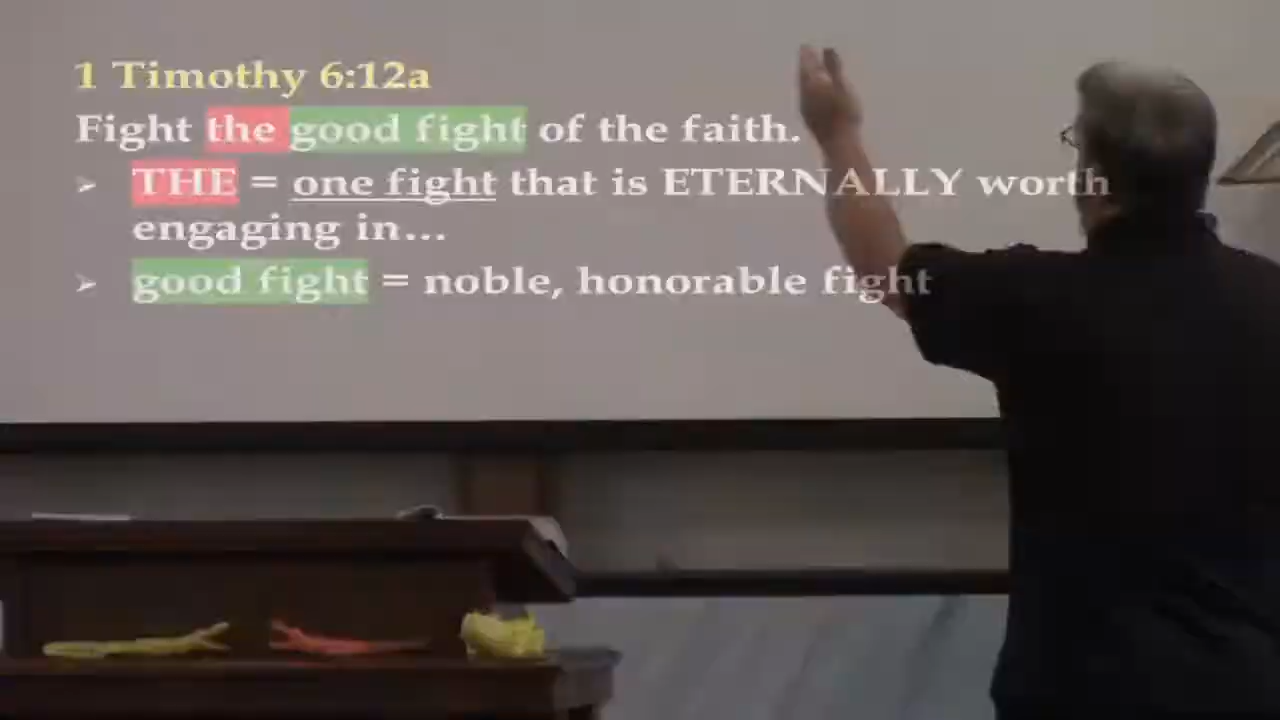 1 Timothy 6:12a
Fight the good fight of the faith.
➢ THE = one fight that is ETERNALLY worth
engaging in...
➢ good fight = noble, honorable fight